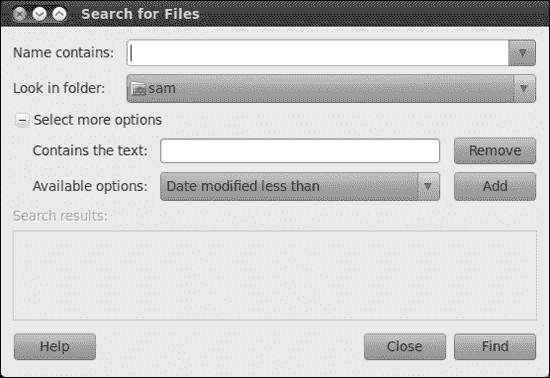 Search for Files
Name contains:
Look in folder: sam
Select more options
Contains the text: Remove
Available options: Date modified less than Add
Search results:
Help Close Find